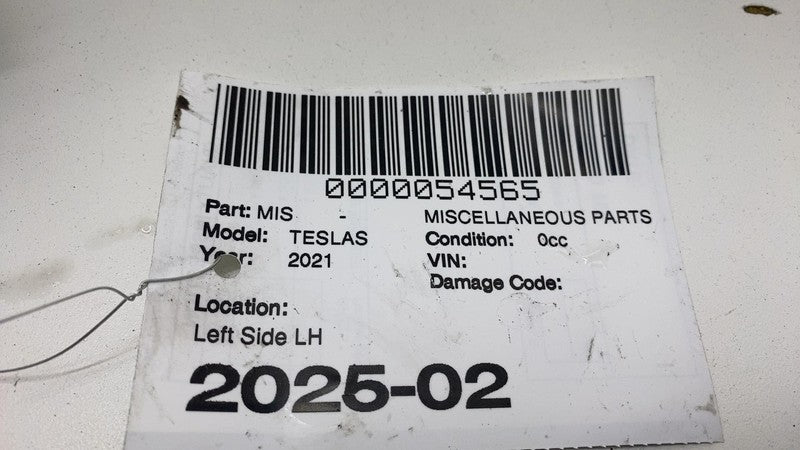 0000054565
Part: MIS - MISCELLANEOUS PARTS
Model: TESLAS Condition: 0cc
Year: 2021 VIN:
Damage Code:
Location:
Left Side LH
2025-02